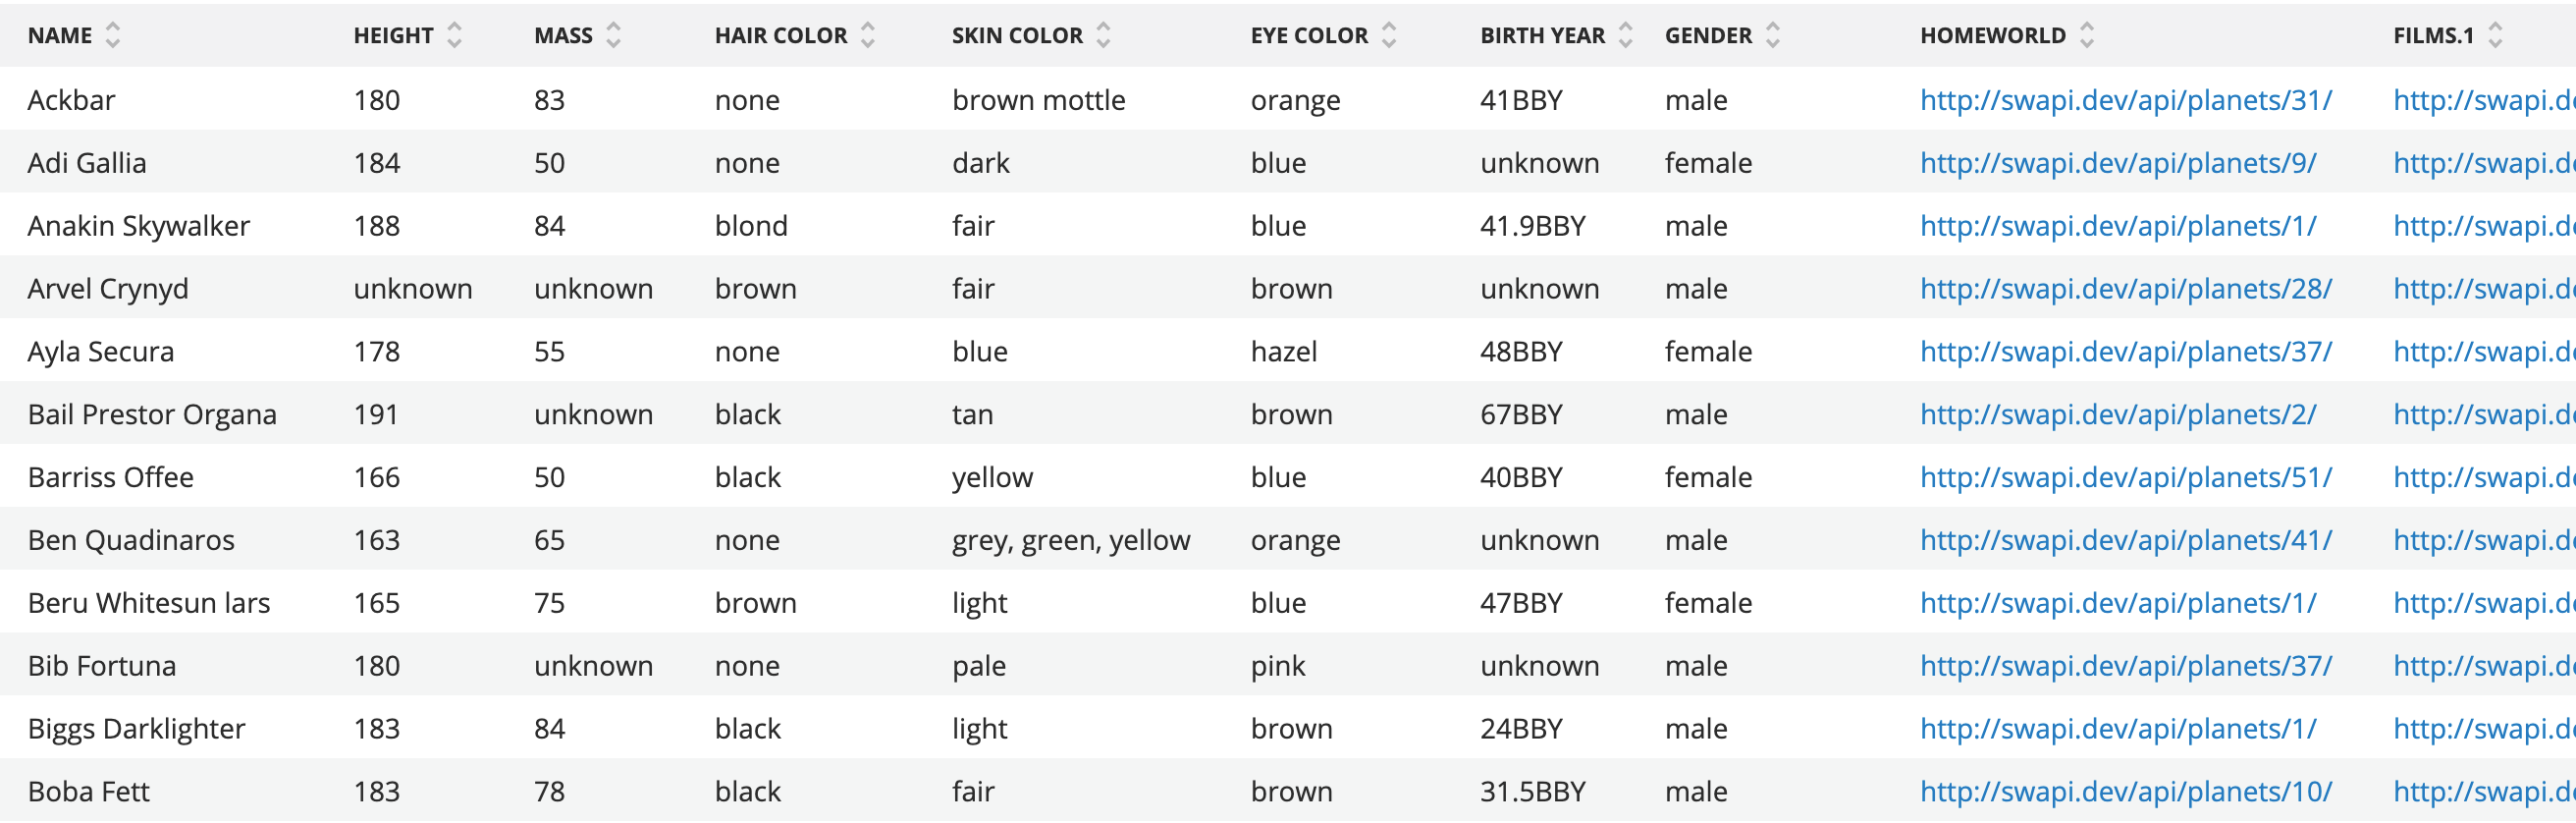 NAME HEIGHT MASS HAIR COLOR SKIN COLOR EYE COLOR BIRTH YEAR GENDER HOMEWORLD FILMS.1
Ackbar 180 83 none brown mottle orange 41BBY male http://swapi.dev/api/planets/31/ http://swapi.d
Adi Gallia 184 50 none dark blue unknown female http://swapi.dev/api/planets/9/ http://swapi.d
Anakin Skywalker 188 84 blond fair blue 41.9BBY male http://swapi.dev/api/planets/1/ http://swapi.d
Arvel Crynyd unknown unknown brown fair brown unknown male http://swapi.dev/api/planets/28/ http://swapi.d
Ayla Secura 178 55 none blue hazel 48BBY female http://swapi.dev/api/planets/37/ http://swapi.d
Bail Prestor Organa 191 unknown black tan brown 67BBY male http://swapi.dev/api/planets/2/ http://swapi.d
Barriss Offee 166 50 black yellow blue 40BBY female http://swapi.dev/api/planets/51/ http://swapi.d
Ben Quadinaros 163 65 none grey, green, yellow orange unknown male http://swapi.dev/api/planets/41/ http://swapi.d
Beru Whitesun lars 165 75 brown light blue 47BBY female http://swapi.dev/api/planets/1/ http://swapi.d
Bib Fortuna 180 unknown none pale pink unknown male http://swapi.dev/api/planets/37/ http://swapi.d
Biggs Darklighter 183 84 black light brown 24BBY male http://swapi.dev/api/planets/1/ http://swapi.d
Boba Fett 183 78 black fair brown 31.5BBY male http://swapi.dev/api/planets/10/ http://swapi.d